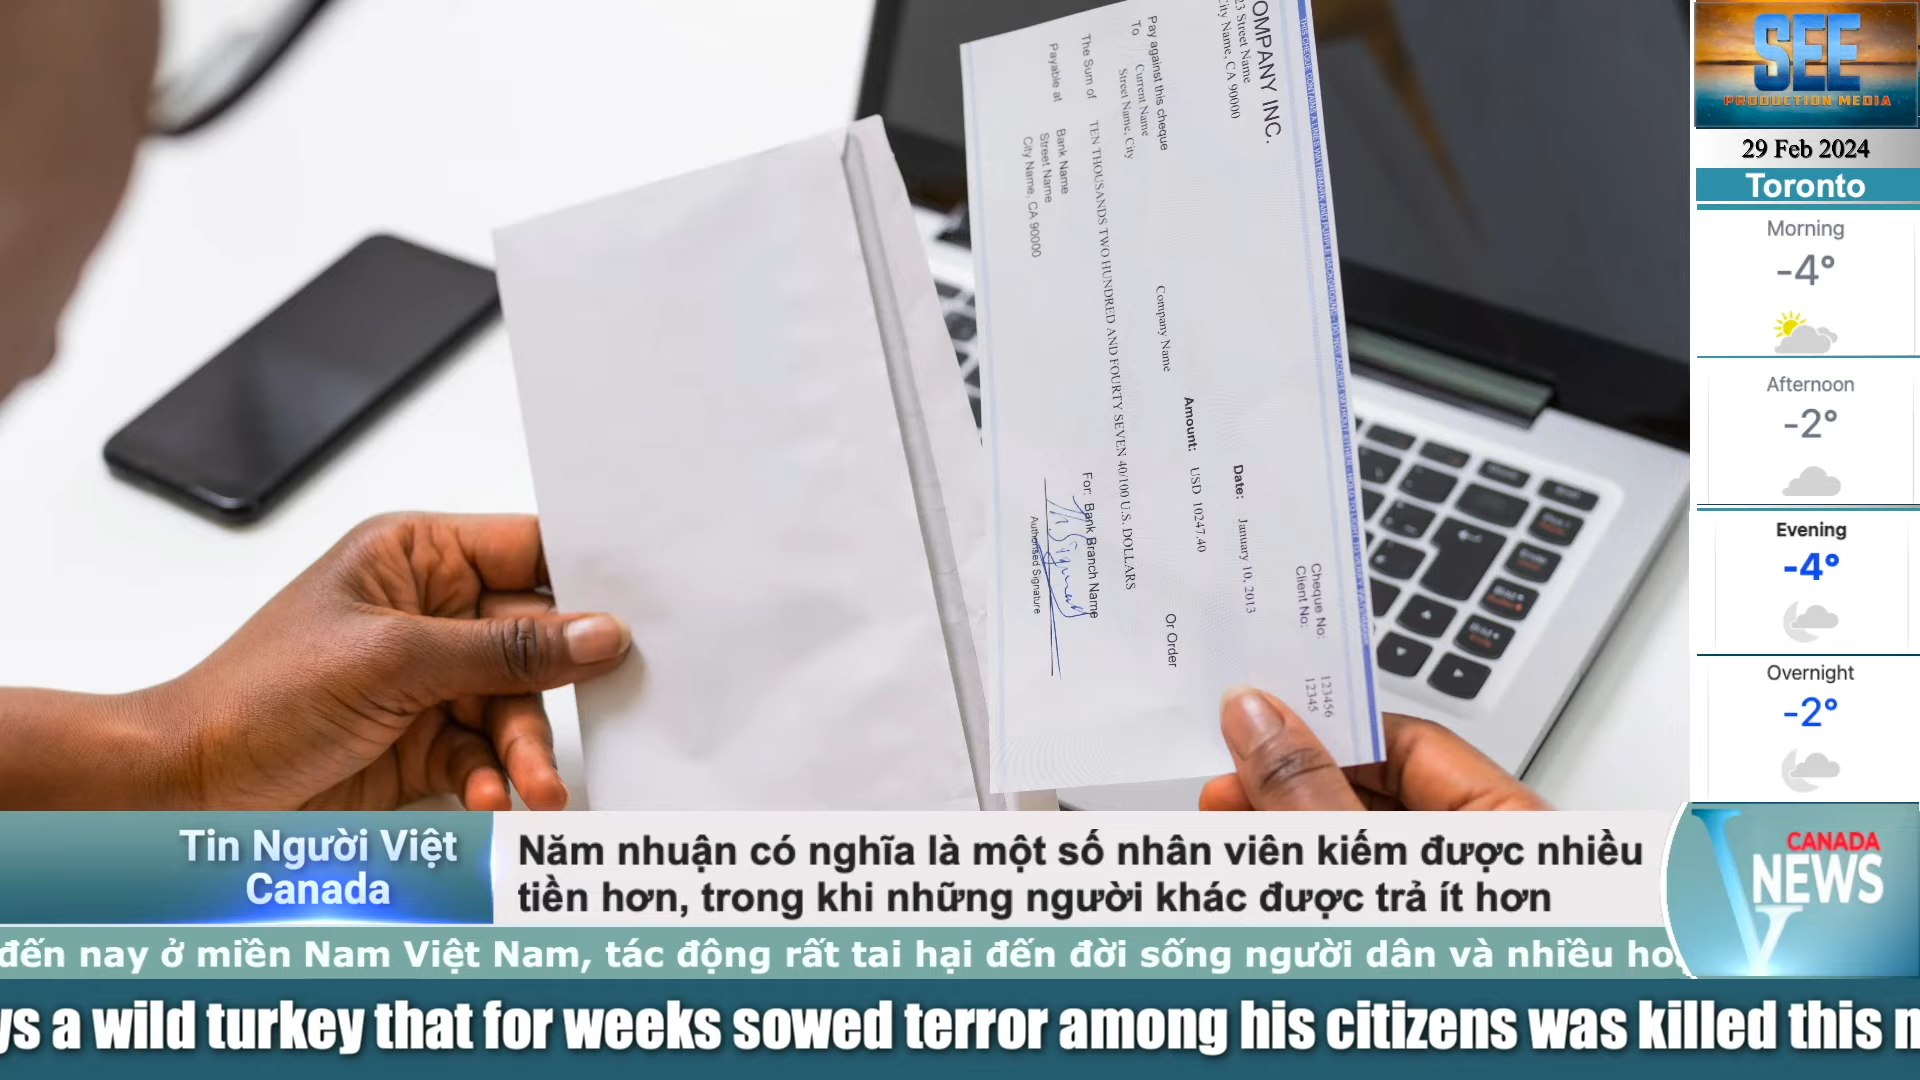 OMPANY INC.
23 Street Name
City Name, CA 90000
Pay against this cheque
To
Current Name
Street Name, City
Company Name
Or Order
The Sum of
TEN THOUSANDS TWO HUNDRED AND FOURTY SEVEN 40/100 U.S. DOLLARS
Payable at
Bank Name
Street Name
City Name, CA 90000
Amount: USD 10247.40
Date: January 10, 2013
Cheque No: 123456
Client No: 12345
For: Bank Branch Name
Authorised Signature
SEE
PRODUCTION MEDIA
29 Feb 2024
Toronto
Morning
-4°
Afternoon
-2°
Evening
-4°
Overnight
-2°
Tin Người Việt
Canada
Năm nhuận có nghĩa là một số nhân viên kiếm được nhiều
tiền hơn, trong khi những người khác được trả ít hơn
V
CANADA
NEWS
đến nay ở miền Nam Việt Nam, tác động rất tai hại đến đời sống người dân và nhiều
ys a wild turkey that for weeks sowed terror among his citizens was killed this